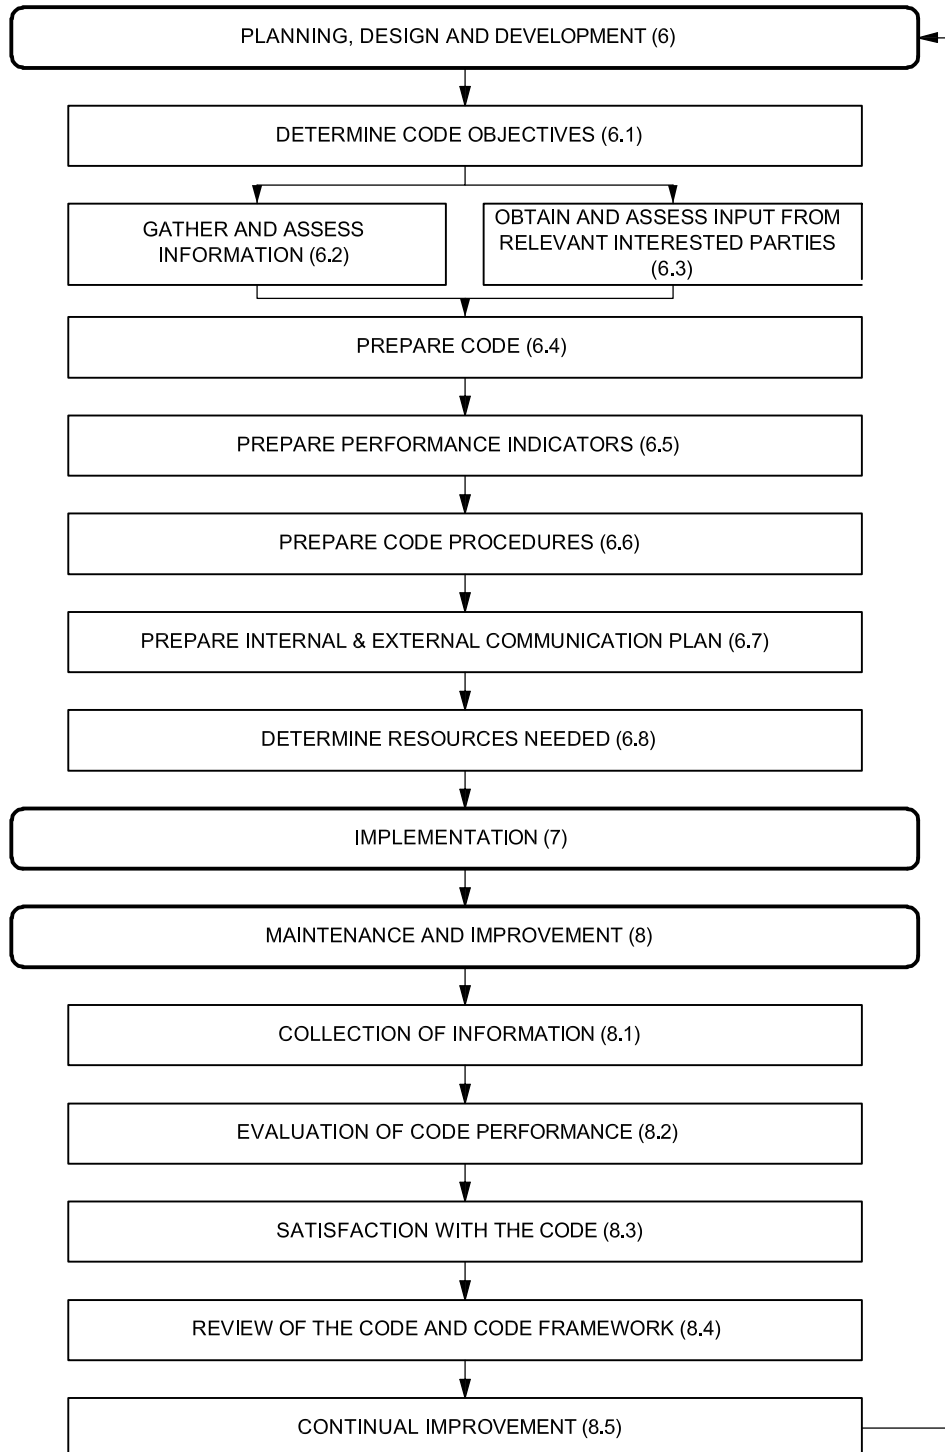 PLANNING, DESIGN AND DEVELOPMENT (6)
DETERMINE CODE OBJECTIVES (6.1)
GATHER AND ASSESS
INFORMATION (6.2)
OBTAIN AND ASSESS INPUT FROM
RELEVANT INTERESTED PARTIES
(6.3)
PREPARE CODE (6.4)
PREPARE PERFORMANCE INDICATORS (6.5)
PREPARE CODE PROCEDURES (6.6)
PREPARE INTERNAL & EXTERNAL COMMUNICATION PLAN (6.7)
DETERMINE RESOURCES NEEDED (6.8)
IMPLEMENTATION (7)
MAINTENANCE AND IMPROVEMENT (8)
COLLECTION OF INFORMATION (8.1)
EVALUATION OF CODE PERFORMANCE (8.2)
SATISFACTION WITH THE CODE (8.3)
REVIEW OF THE CODE AND CODE FRAMEWORK (8.4)
CONTINUAL IMPROVEMENT (8.5)